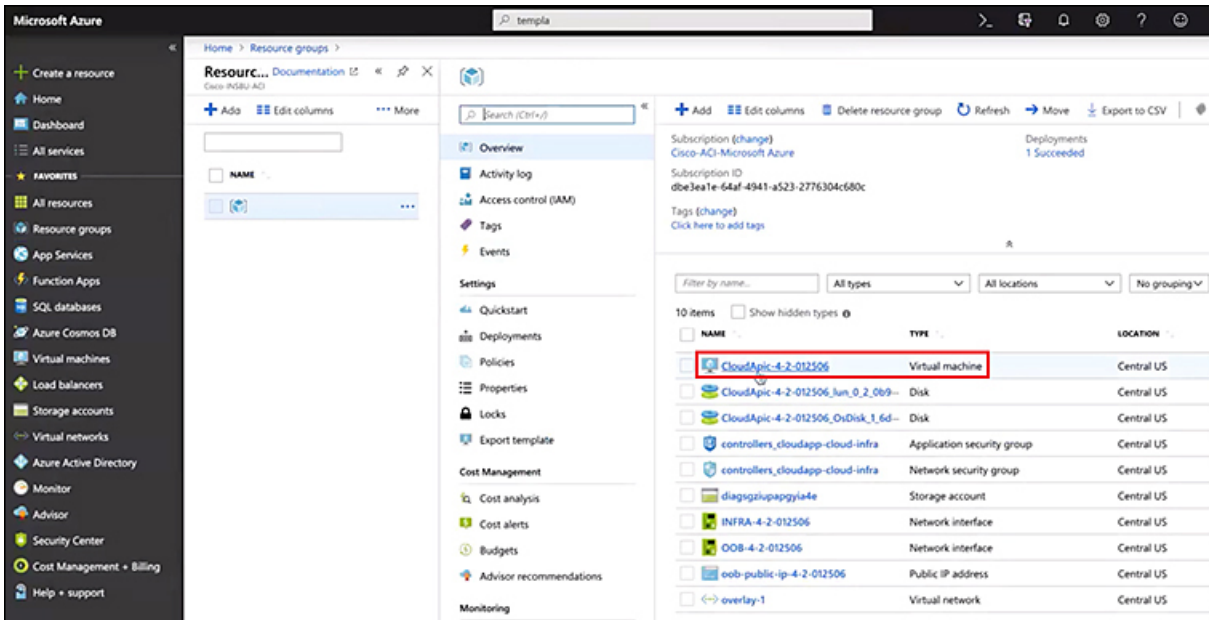 Microsoft Azure
templa
Create a resource
Home
Dashboard
All services
FAVORITES
All resources
Resource groups
App Services
Function Apps
SQL databases
Azure Cosmos DB
Virtual machines
Load balancers
Storage accounts
Virtual networks
Azure Active Directory
Monitor
Advisor
Security Center
Cost Management + Billing
Help + support
Home > Resource groups >
Resourc... Documentation
Cisco-INSBU-ACI
Add Edit columns ••• More
NAME
Search (Ctrl+/)
Overview
Activity log
Access control (IAM)
Tags
Events
Settings
Quickstart
Deployments
Policies
Properties
Locks
Export template
Cost Management
Cost analysis
Cost alerts
Budgets
Advisor recommendations
Monitoring
Add Edit columns Delete resource group Refresh Move Export to CSV
Subscription (change)
Cisco-ACI-Microsoft Azure
Deployments
1 Succeeded
Subscription ID
dbe3ea1e-64af-4941-a523-2776304c680c
Tags (change)
Click here to add tags
Filter by name... All types All locations No grouping
10 items Show hidden types
NAME TYPE LOCATION
CloudApic-4-2-012506 Virtual machine Central US
CloudApic-4-2-012506_lun_0_2_0b9... Disk Central US
CloudApic-4-2-012506_OsDisk_1_6d... Disk Central US
controllers_cloudapp-cloud-infra Application security group Central US
controllers_cloudapp-cloud-infra Network security group Central US
diagsgziupapgyia4e Storage account Central US
INFRA-4-2-012506 Network interface Central US
OOB-4-2-012506 Network interface Central US
oob-public-ip-4-2-012506 Public IP address Central US
overlay-1 Virtual network Central US